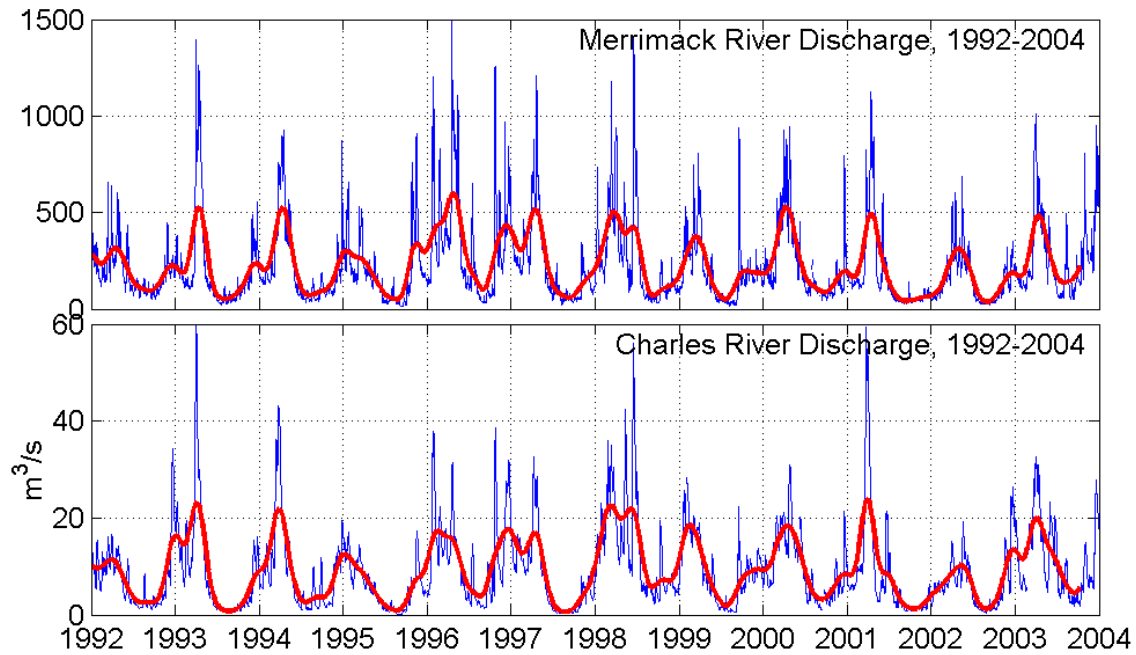 1500
Merrimack River Discharge, 1992-2004
1000
500
0
60
Charles River Discharge, 1992-2004
40
m³/s
20
0
1992 1993 1994 1995 1996 1997 1998 1999 2000 2001 2002 2003 2004